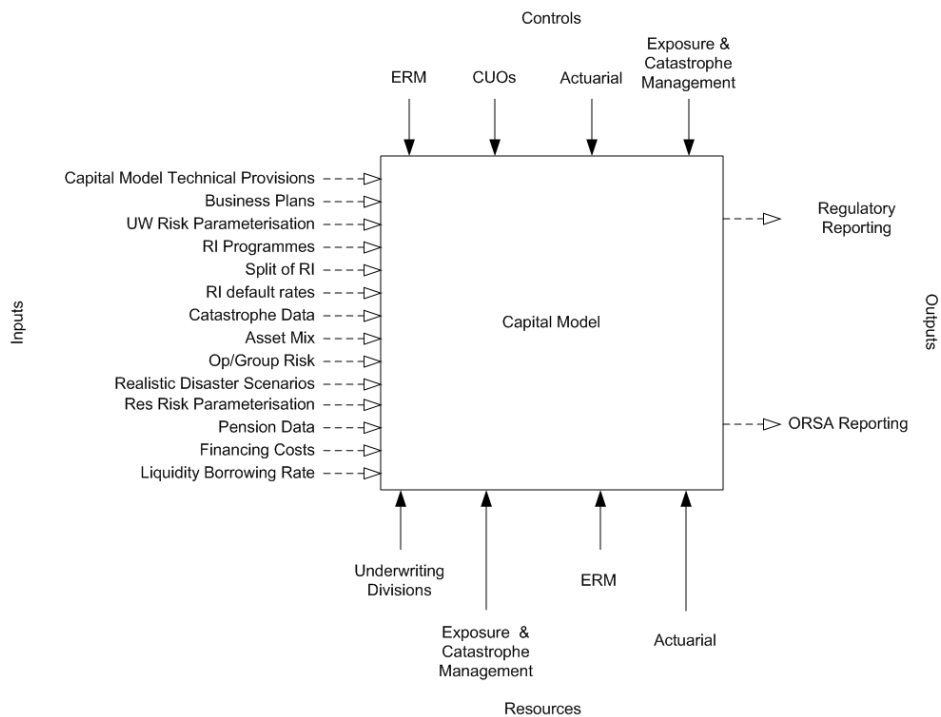 Controls
ERM
CUOs
Actuarial
Exposure &
Catastrophe
Management
Capital Model Technical Provisions
Business Plans
UW Risk Parameterisation
RI Programmes
Split of RI
RI default rates
Catastrophe Data
Asset Mix
Op/Group Risk
Realistic Disaster Scenarios
Res Risk Parameterisation
Pension Data
Financing Costs
Liquidity Borrowing Rate
Inputs
Capital Model
Regulatory
Reporting
ORSA Reporting
Outputs
Underwriting
Divisions
Exposure &
Catastrophe
Management
ERM
Actuarial
Resources